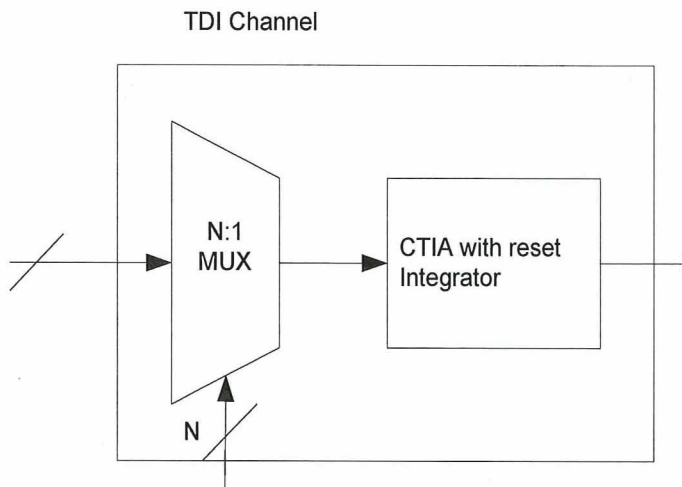 TDI Channel
N:1
MUX
CTIA with reset
Integrator
N